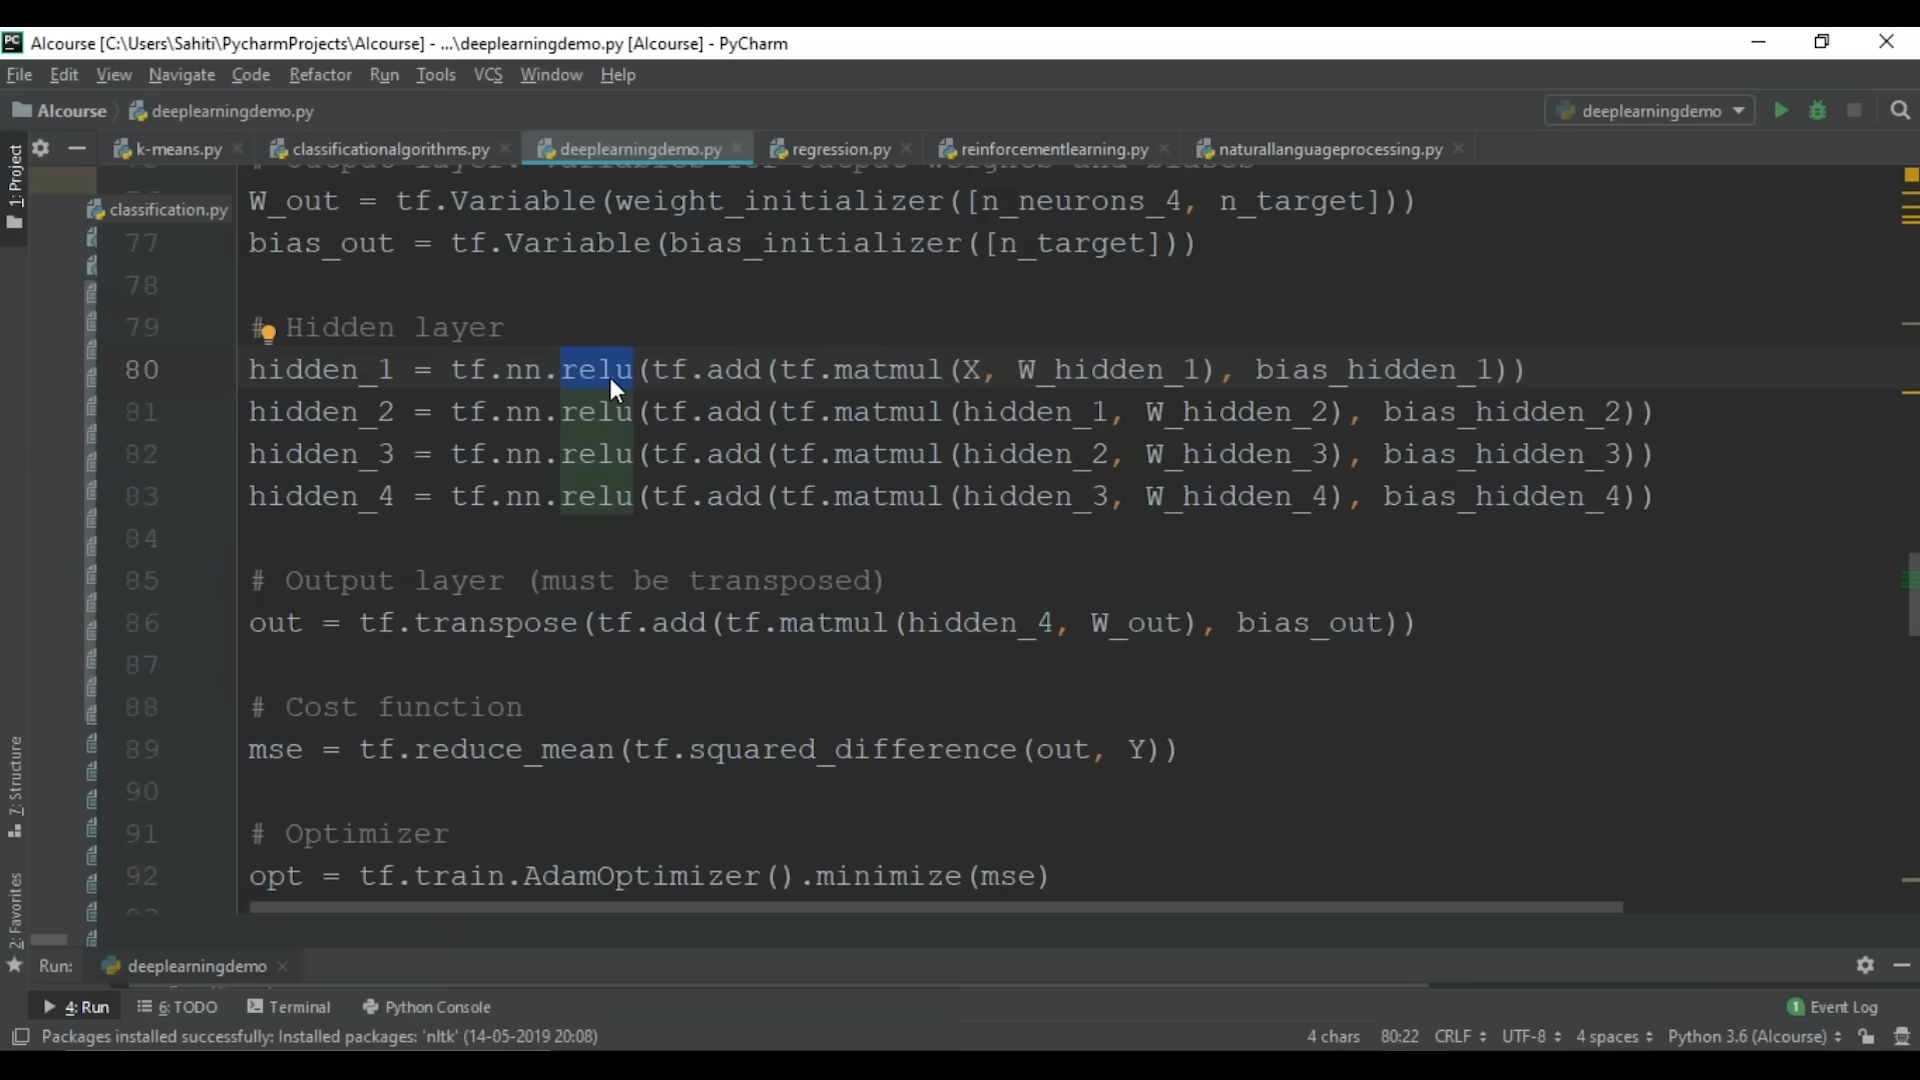 PC Alcourse [C:\Users\Sahiti\PycharmProjects\Alcourse] - ...\deeplearningdemo.py [Alcourse] - PyCharm
File Edit View Navigate Code Refactor Run Tools VCS Window Help
Alcourse deeplearningdemo.py deeplearningdemo
1: Project k-means.py classificationalgorithms.py deeplearningdemo.py regression.py reinforcementlearning.py naturallanguageprocessing.py
classification.py
W_out = tf.Variable(weight_initializer([n_neurons_4, n_target]))
77 bias_out = tf.Variable(bias_initializer([n_target]))
78
79 # Hidden layer
80 hidden_1 = tf.nn.relu(tf.add(tf.matmul(X, W_hidden_1), bias_hidden_1))
81 hidden_2 = tf.nn.relu(tf.add(tf.matmul(hidden_1, W_hidden_2), bias_hidden_2))
82 hidden_3 = tf.nn.relu(tf.add(tf.matmul(hidden_2, W_hidden_3), bias_hidden_3))
83 hidden_4 = tf.nn.relu(tf.add(tf.matmul(hidden_3, W_hidden_4), bias_hidden_4))
84
85 # Output layer (must be transposed)
86 out = tf.transpose(tf.add(tf.matmul(hidden_4, W_out), bias_out))
87
88 # Cost function
89 mse = tf.reduce_mean(tf.squared_difference(out, Y))
90
91 # Optimizer
92 opt = tf.train.AdamOptimizer().minimize(mse)
7: Structure
2: Favorites
Run: deeplearningdemo
4: Run 6: TODO Terminal Python Console 1 Event Log
Packages installed successfully: Installed packages: 'nltk' (14-05-2019 20:08) 4 chars 80:22 CRLF UTF-8 4 spaces Python 3.6 (Alcourse)